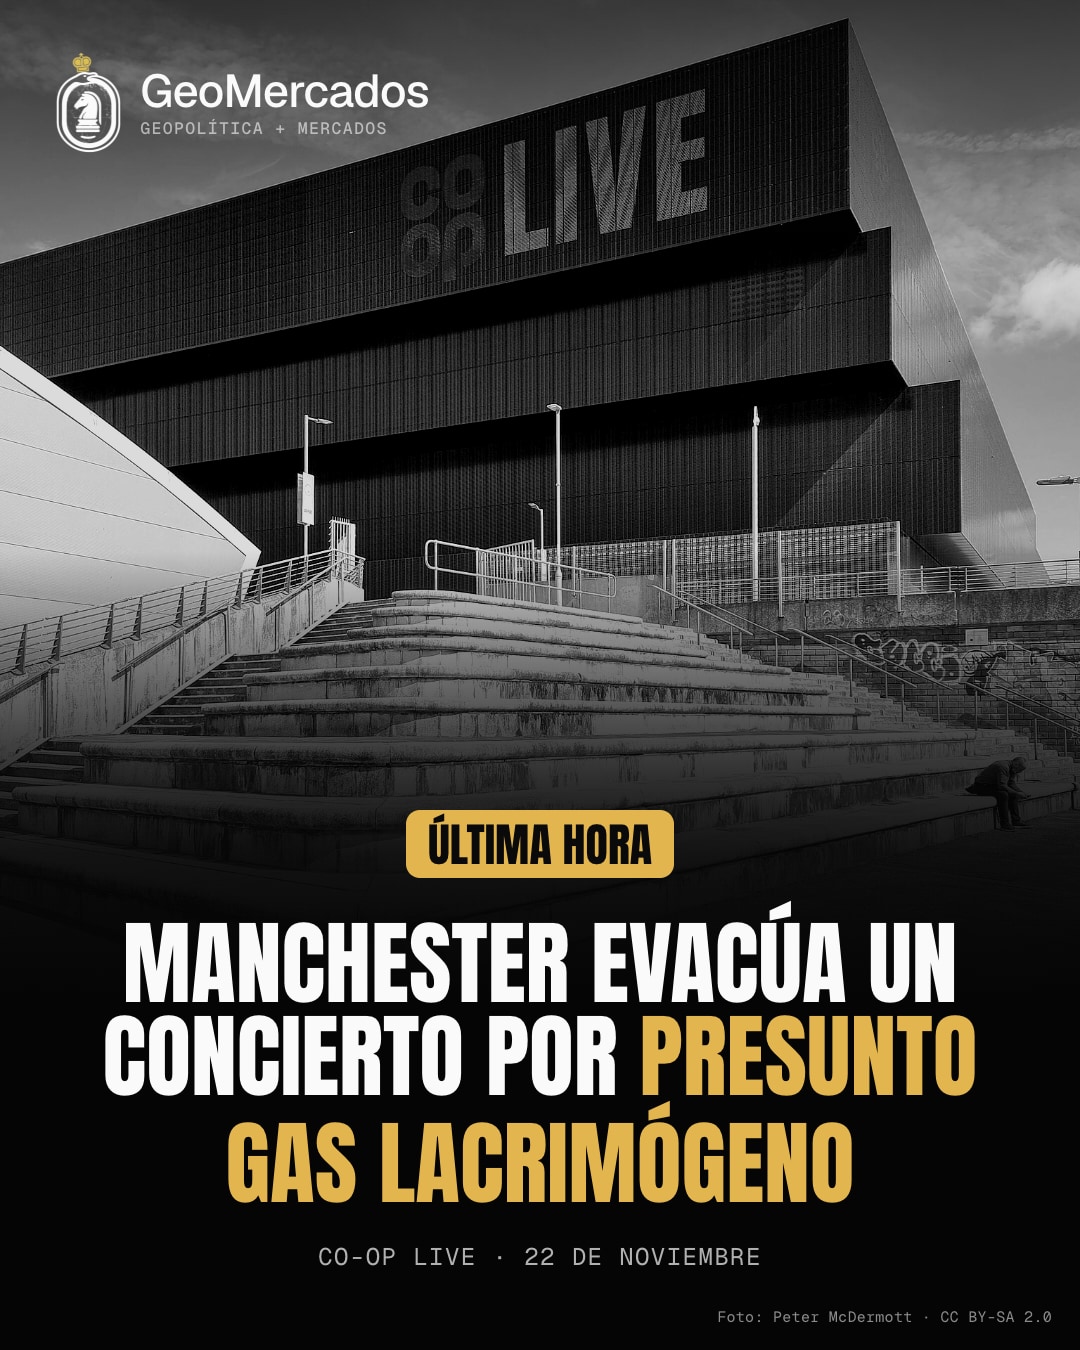 GeoMercados
GEOPOLÍTICA + MERCADOS
co
op
LIVE
ÚLTIMA HORA
MANCHESTER EVACÚA UN
CONCIERTO POR PRESUNTO
GAS LACRIMÓGENO
CO-OP LIVE · 22 DE NOVIEMBRE
Foto: Peter McDermott · CC BY-SA 2.0